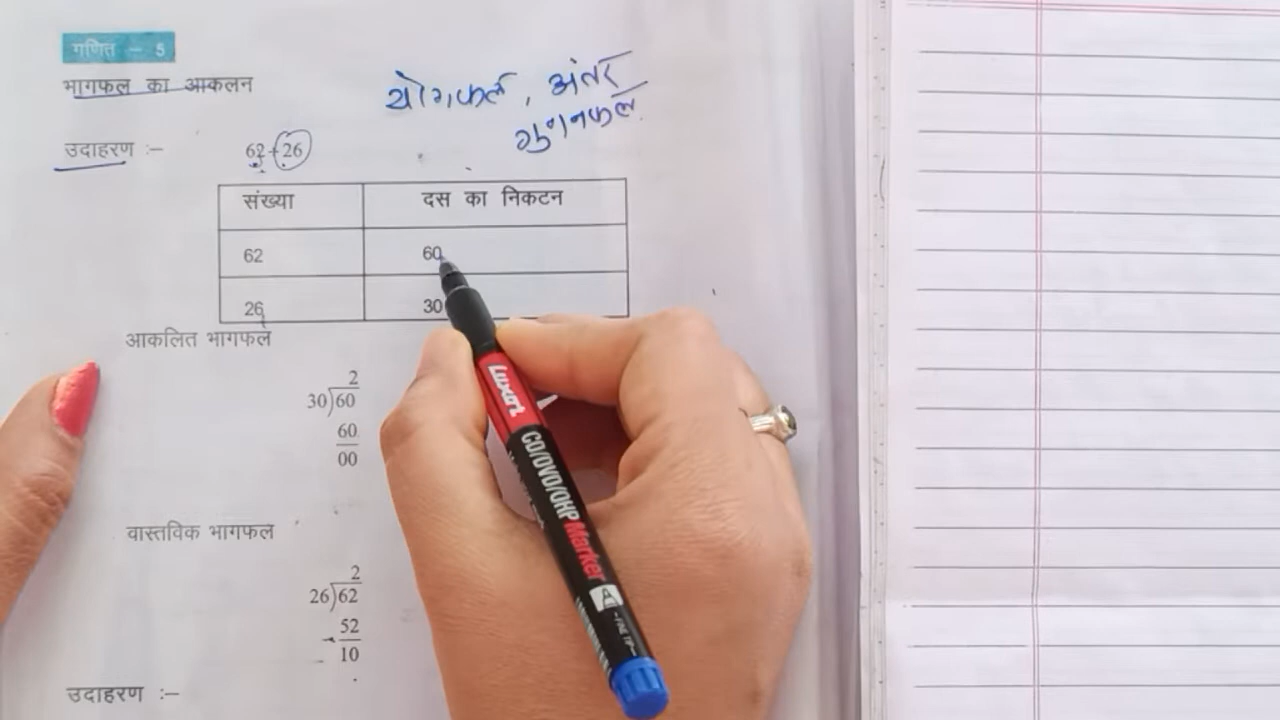 गणित – 5
भागफल का आकलन
योगफल, अंतर
गुणनफल
उदाहरण :– 62÷26
संख्या दस का निकटन
62 60
26 30
आकलित भागफल
2
30)60
60
00
वास्तविक भागफल
2
26)62
- 52
10
उदाहरण :–
Luxor CD/DVD/OHP Marker
FINE TIP